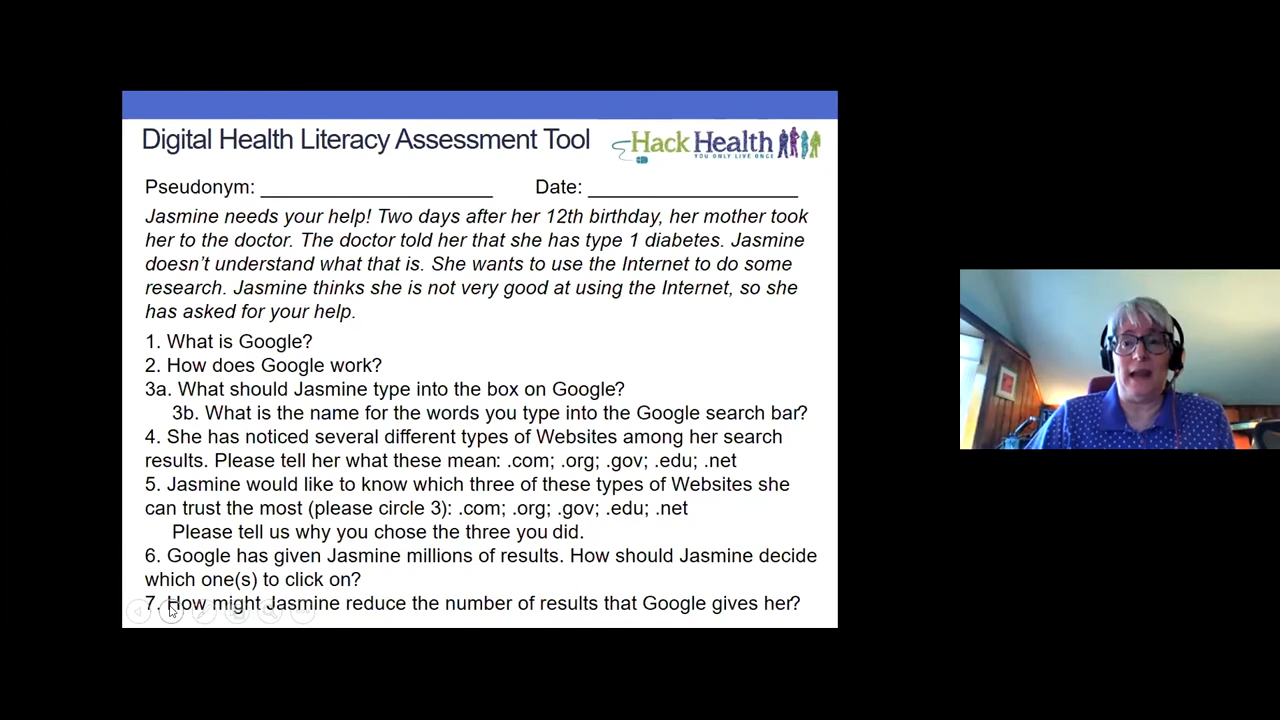 Digital Health Literacy Assessment Tool
Hack Health
YOU ONLY LIVE ONCE
Pseudonym: ______________________ Date: ____________________
Jasmine needs your help! Two days after her 12th birthday, her mother took
her to the doctor. The doctor told her that she has type 1 diabetes. Jasmine
doesn’t understand what that is. She wants to use the Internet to do some
research. Jasmine thinks she is not very good at using the Internet, so she
has asked for your help.
1. What is Google?
2. How does Google work?
3a. What should Jasmine type into the box on Google?
3b. What is the name for the words you type into the Google search bar?
4. She has noticed several different types of Websites among her search
results. Please tell her what these mean: .com; .org; .gov; .edu; .net
5. Jasmine would like to know which three of these types of Websites she
can trust the most (please circle 3): .com; .org; .gov; .edu; .net
Please tell us why you chose the three you did.
6. Google has given Jasmine millions of results. How should Jasmine decide
which one(s) to click on?
7. How might Jasmine reduce the number of results that Google gives her?